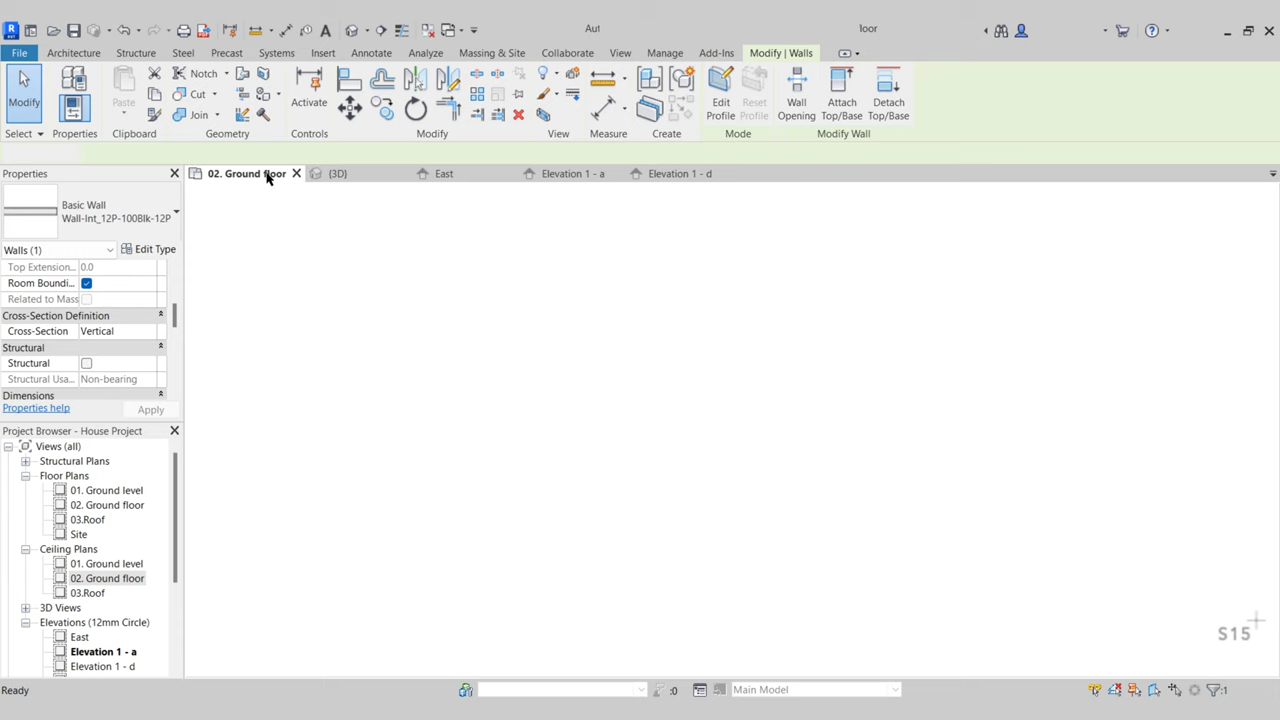 Aut
loor
File Architecture Structure Steel Precast Systems Insert Annotate Analyze Massing & Site Collaborate View Manage Add-Ins Modify | Walls
Modify
Properties
Paste
Notch
Cut
Join
Activate
Edit Profile
Reset Profile
Wall Opening
Attach Top/Base
Detach Top/Base
Select Properties Clipboard Geometry Controls Modify View Measure Create Mode Modify Wall
Properties
02. Ground floor {3D} East Elevation 1 - a Elevation 1 - d
Basic Wall
Wall-Int_12P-100Blk-12P
Walls (1) Edit Type
Top Extension... 0.0
Room Boundi...
Related to Mass
Cross-Section Definition
Cross-Section Vertical
Structural
Structural
Structural Usa... Non-bearing
Dimensions
Properties help Apply
Project Browser - House Project
Views (all)
Structural Plans
Floor Plans
01. Ground level
02. Ground floor
03.Roof
Site
Ceiling Plans
01. Ground level
02. Ground floor
03.Roof
3D Views
Elevations (12mm Circle)
East
Elevation 1 - a
Elevation 1 - d
S15
Ready :0 Main Model :1